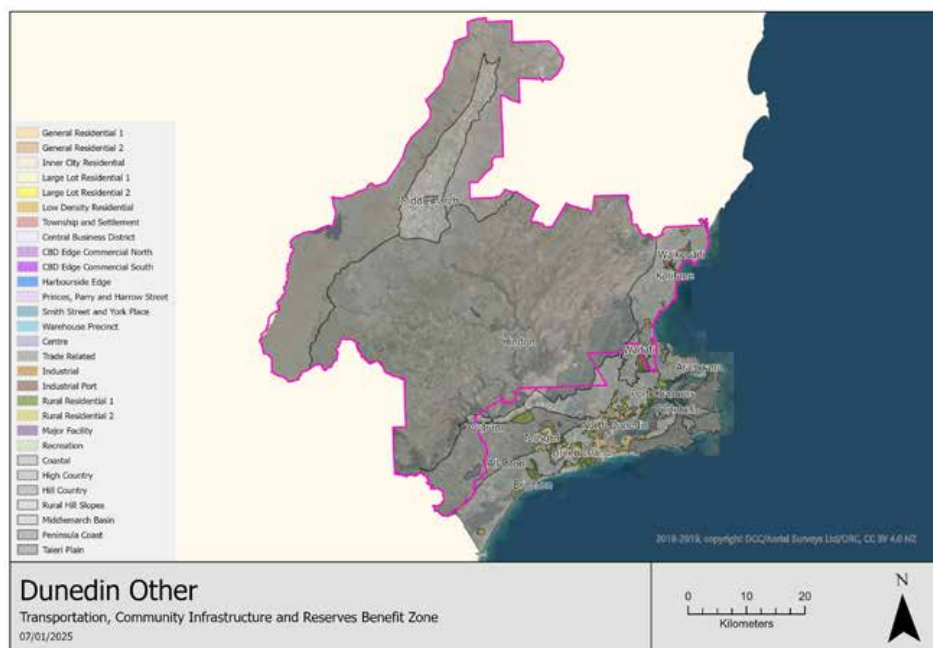 General Residential 1
General Residential 2
Inner City Residential
Large Lot Residential 1
Large Lot Residential 2
Low Density Residential
Township and Settlement
Central Business District
CBD Edge Commercial North
CBD Edge Commercial South
Harbourside Edge
Princes, Parry and Harrow Street
Smith Street and York Place
Warehouse Precinct
Centre
Trade Related
Industrial
Industrial Port
Rural Residential 1
Rural Residential 2
Major Facility
Recreation
Coastal
High Country
Hill Country
Rural Hill Slopes
Middlemarch Basin
Peninsula Coast
Taieri Plain
Middlemarch
Waikouaiti
Karitane
Hindon
Waitati
Mosgiel
Brighton
2018-2019, copyright DCC/Aerial Surveys Ltd/ORC, CC BY 4.0 NZ
Dunedin Other
Transportation, Community Infrastructure and Reserves Benefit Zone
07/01/2025
0 10 20
Kilometers
N